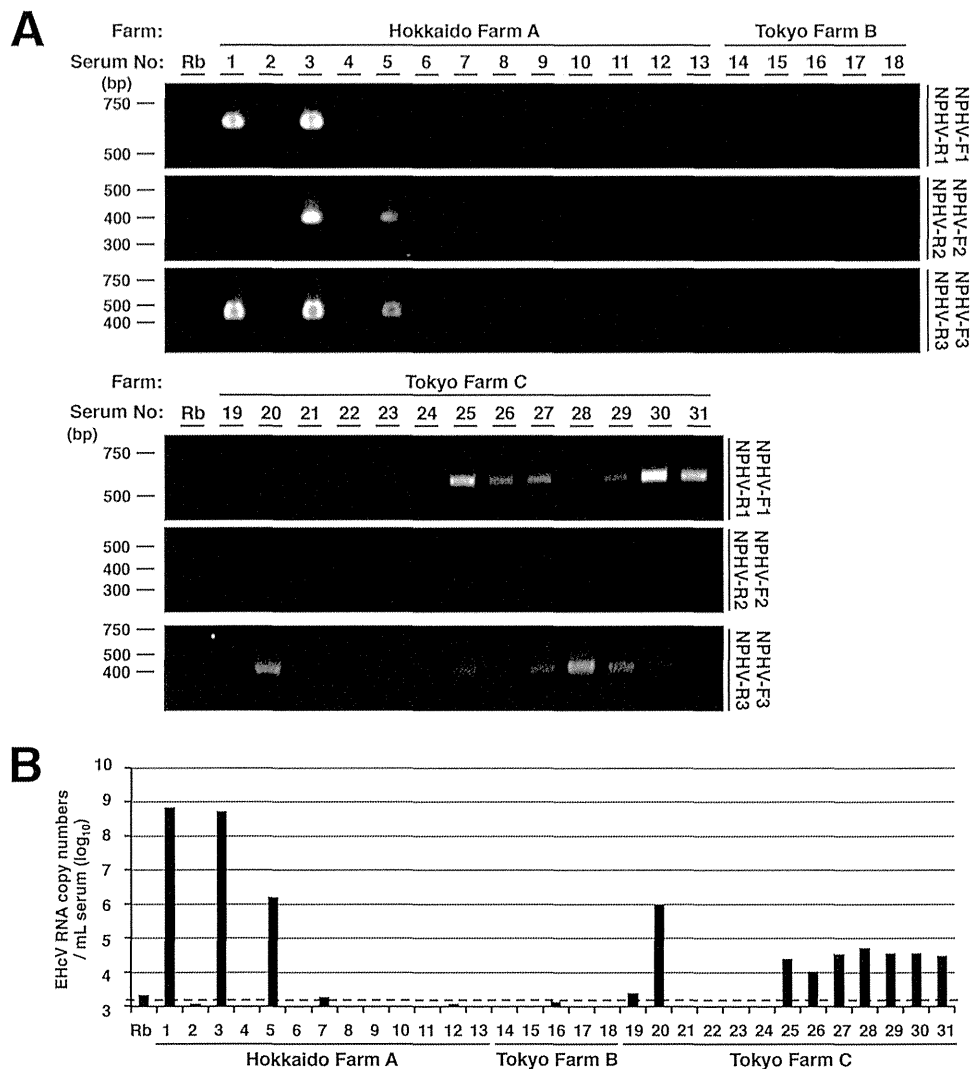 A
Farm: Hokkaido Farm A Tokyo Farm B
Serum No: Rb 1 2 3 4 5 6 7 8 9 10 11 12 13 14 15 16 17 18
(bp)
750
500
NPHV-F1
NPHV-R1
500
400
300
NPHV-F2
NPHV-R2
750
500
400
NPHV-F3
NPHV-R3
Farm: Tokyo Farm C
Serum No: Rb 19 20 21 22 23 24 25 26 27 28 29 30 31
(bp)
750
500
NPHV-F1
NPHV-R1
500
400
300
NPHV-F2
NPHV-R2
750
500
400
NPHV-F3
NPHV-R3
B
EHcV RNA copy numbers
/ mL serum (log10)
10
9
8
7
6
5
4
3
Rb 1 2 3 4 5 6 7 8 9 10 11 12 13 14 15 16 17 18 19 20 21 22 23 24 25 26 27 28 29 30 31
Hokkaido Farm A Tokyo Farm B Tokyo Farm C